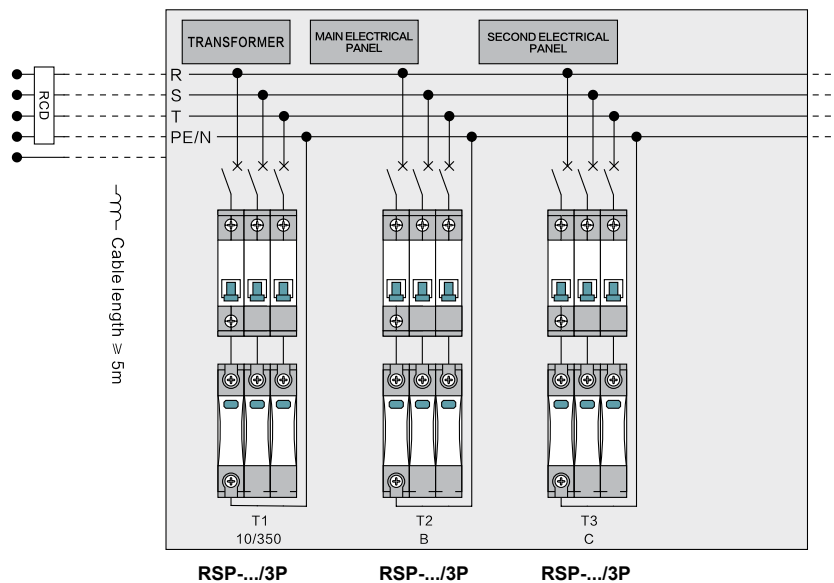 TRANSFORMER
MAIN ELECTRICAL
PANEL
SECOND ELECTRICAL
PANEL
RCD
R
S
T
PE/N
Cable length ≥ 5m
T1
10/350
T2
B
T3
C
RSP-.../3P
RSP-.../3P
RSP-.../3P